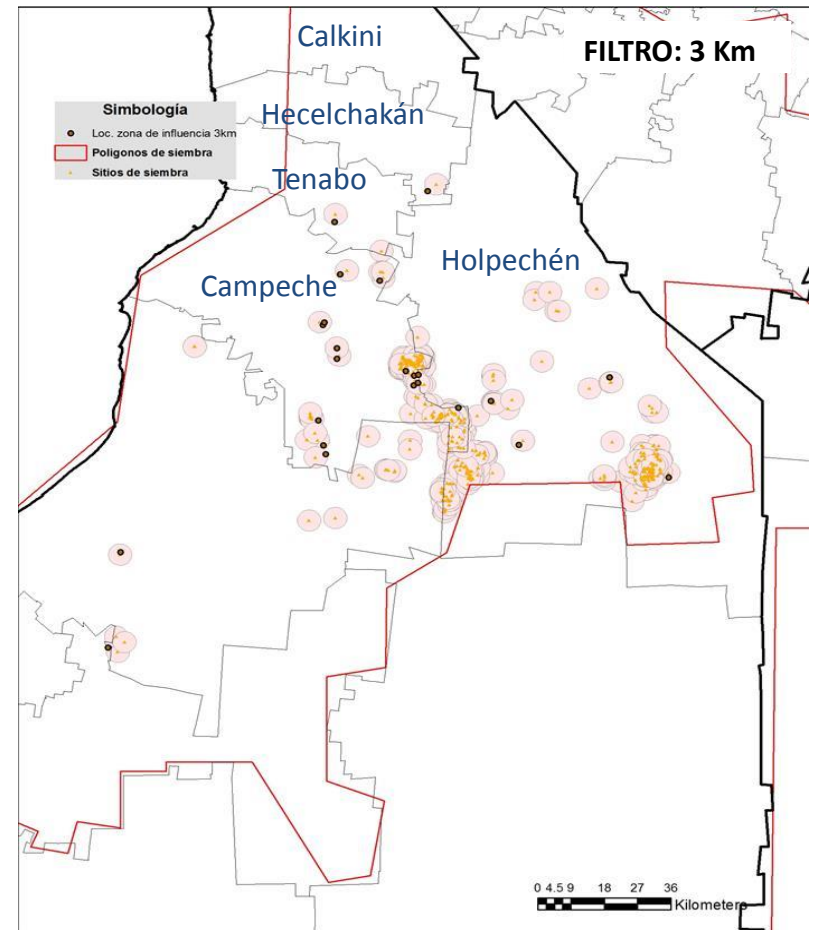 Calkini
FILTRO: 3 Km
Simbología
Loc. zona de influencia 3km
Poligonos de siembra
Sitios de siembra
Hecelchakán
Tenabo
Holpechén
Campeche
0 4.5 9 18 27 36
Kilometers